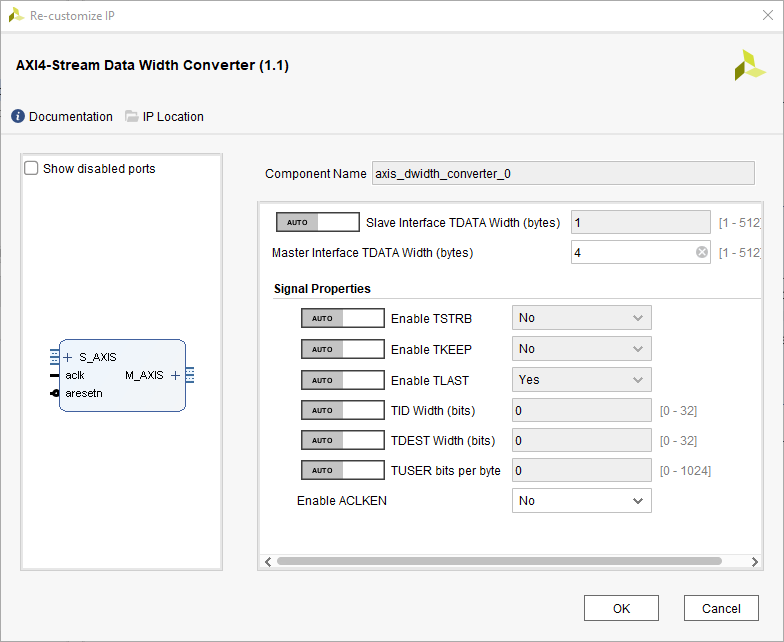 Re-customize IP
AXI4-Stream Data Width Converter (1.1)
Documentation IP Location
Show disabled ports
S_AXIS
aclk M_AXIS
aresetn
Component Name axis_dwidth_converter_0
AUTO Slave Interface TDATA Width (bytes) 1 [1 - 512]
Master Interface TDATA Width (bytes) 4 [1 - 512]
Signal Properties
AUTO Enable TSTRB No
AUTO Enable TKEEP No
AUTO Enable TLAST Yes
AUTO TID Width (bits) 0 [0 - 32]
AUTO TDEST Width (bits) 0 [0 - 32]
AUTO TUSER bits per byte 0 [0 - 1024]
Enable ACLKEN No
OK Cancel